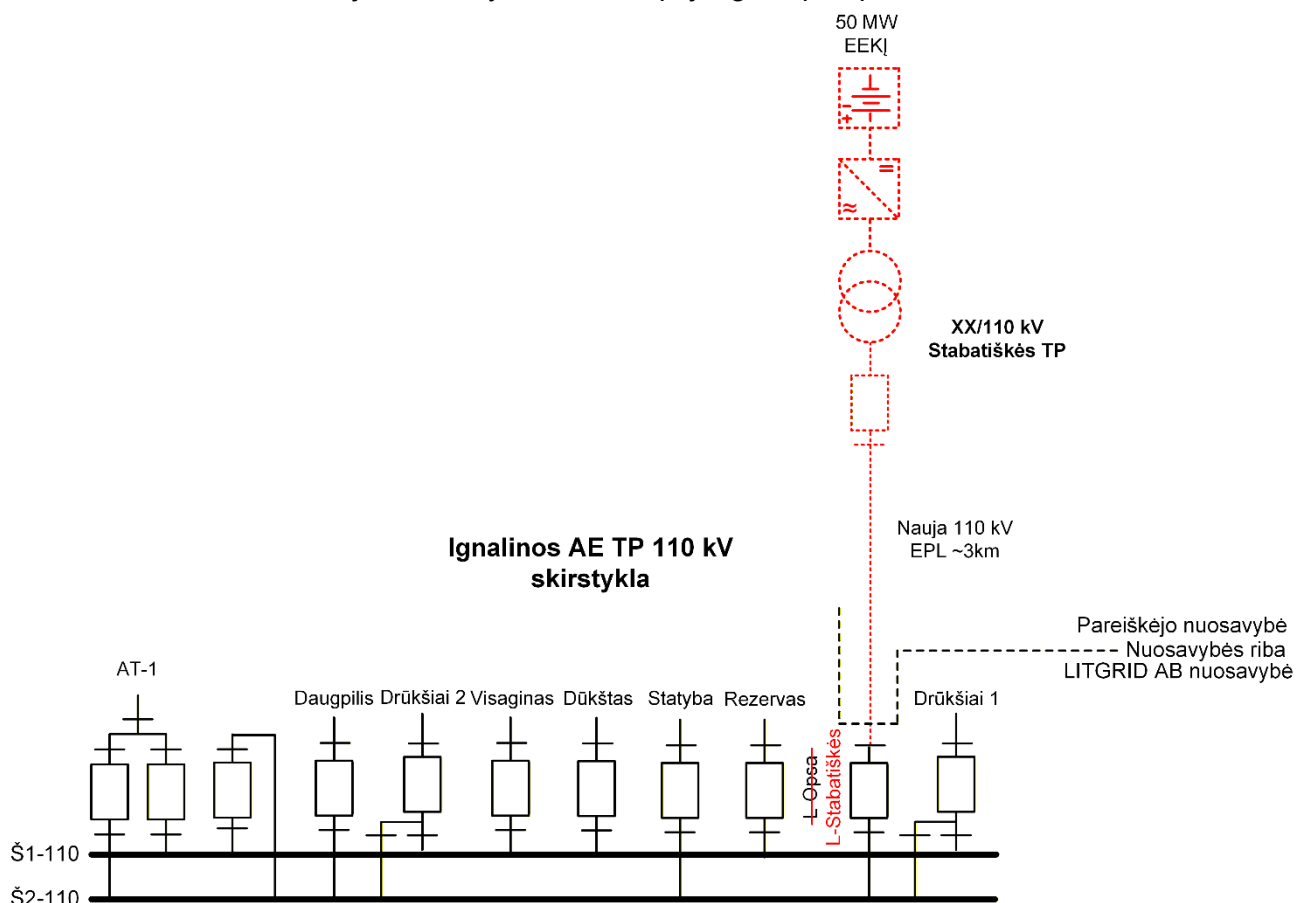 50 MW
EEKĮ
XX/110 kV
Stabatiškės TP
Nauja 110 kV
EPL ~3km
Ignalinos AE TP 110 kV
skirstykla
Pareiškėjo nuosavybė
Nuosavybės riba
LITGRID AB nuosavybė
AT-1
Daugpilis
Drūkšiai 2
Visaginas
Dūkštas
Statyba
Rezervas
L-Opsa
L-Stabatiškės
Drūkšiai 1
Š1-110
Š2-110